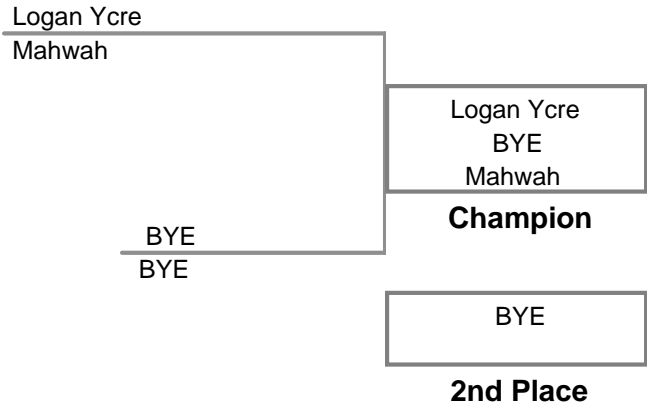 Logan Ycre
Mahwah
Logan Ycre
BYE
Mahwah
Champion
BYE
BYE
BYE
2nd Place